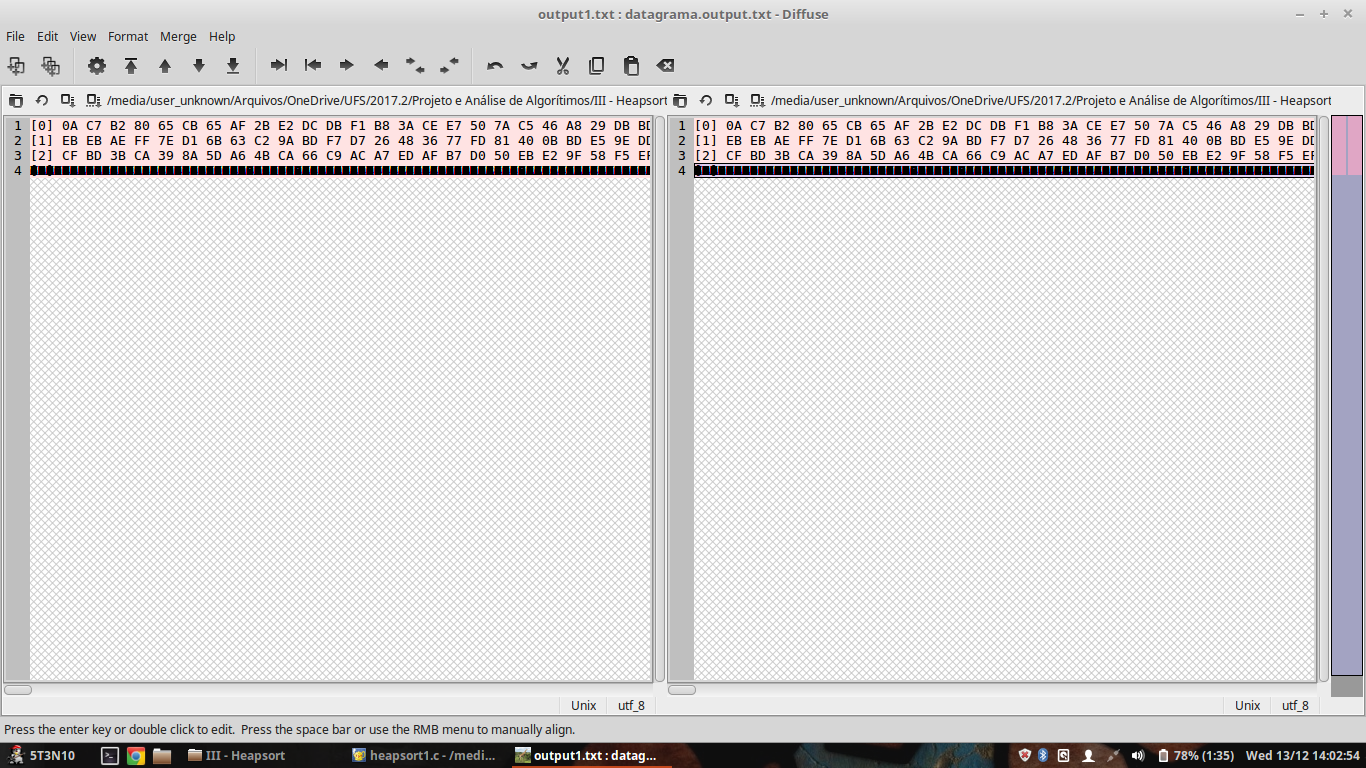 output1.txt : datagrama.output.txt - Diffuse
File Edit View Format Merge Help
/media/user_unknown/Arquivos/OneDrive/UFS/2017.2/Projeto e Análise de Algorítimos/III - Heapsort
/media/user_unknown/Arquivos/OneDrive/UFS/2017.2/Projeto e Análise de Algorítimos/III - Heapsort
1 [0] 0A C7 B2 80 65 CB 65 AF 2B E2 DC DB F1 B8 3A CE E7 50 7A C5 46 A8 29 DB BD
2 [1] EB EB AE FF 7E D1 6B 63 C2 9A BD F7 D7 26 48 36 77 FD 81 40 0B BD E5 9E DD
3 [2] CF BD 3B CA 39 8A 5D A6 4B CA 66 C9 AC A7 ED AF B7 D0 50 EB E2 9F 58 F5
4
1 [0] 0A C7 B2 80 65 CB 65 AF 2B E2 DC DB F1 B8 3A CE E7 50 7A C5 46 A8 29 DB BD
2 [1] EB EB AE FF 7E D1 6B 63 C2 9A BD F7 D7 26 48 36 77 FD 81 40 0B BD E5 9E DD
3 [2] CF BD 3B CA 39 8A 5D A6 4B CA 66 C9 AC A7 ED AF B7 D0 50 EB E2 9F 58 F5
4
Unix utf_8
Unix utf_8
Press the enter key or double click to edit. Press the space bar or use the RMB menu to manually align.
5T3N10 III - Heapsort heapsort1.c - /medi... output1.txt : datag... 78% (1:35) Wed 13/12 14:02:54